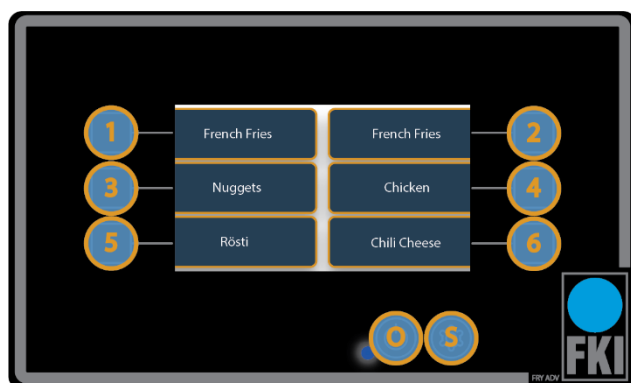 1 French Fries French Fries 2
3 Nuggets Chicken 4
5 Rösti Chili Cheese 6
O S
FKI
FRY ADV